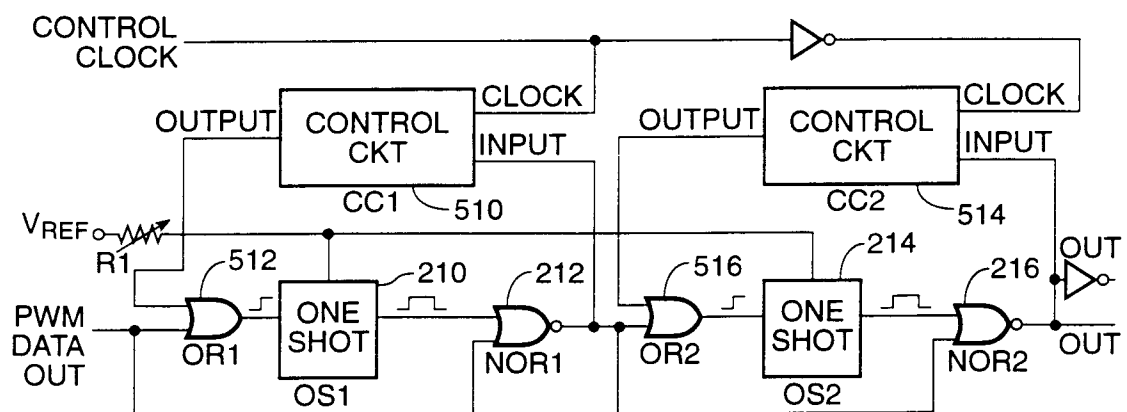 CONTROL
CLOCK
CLOCK
CLOCK
OUTPUT
CONTROL
CKT
INPUT
OUTPUT
CONTROL
CKT
INPUT
CC1
510
CC2
514
VREF
R1
512
210
212
516
214
OUT
216
PWM
DATA
OUT
OR1
ONE
SHOT
OS1
NOR1
OR2
ONE
SHOT
OS2
NOR2
OUT